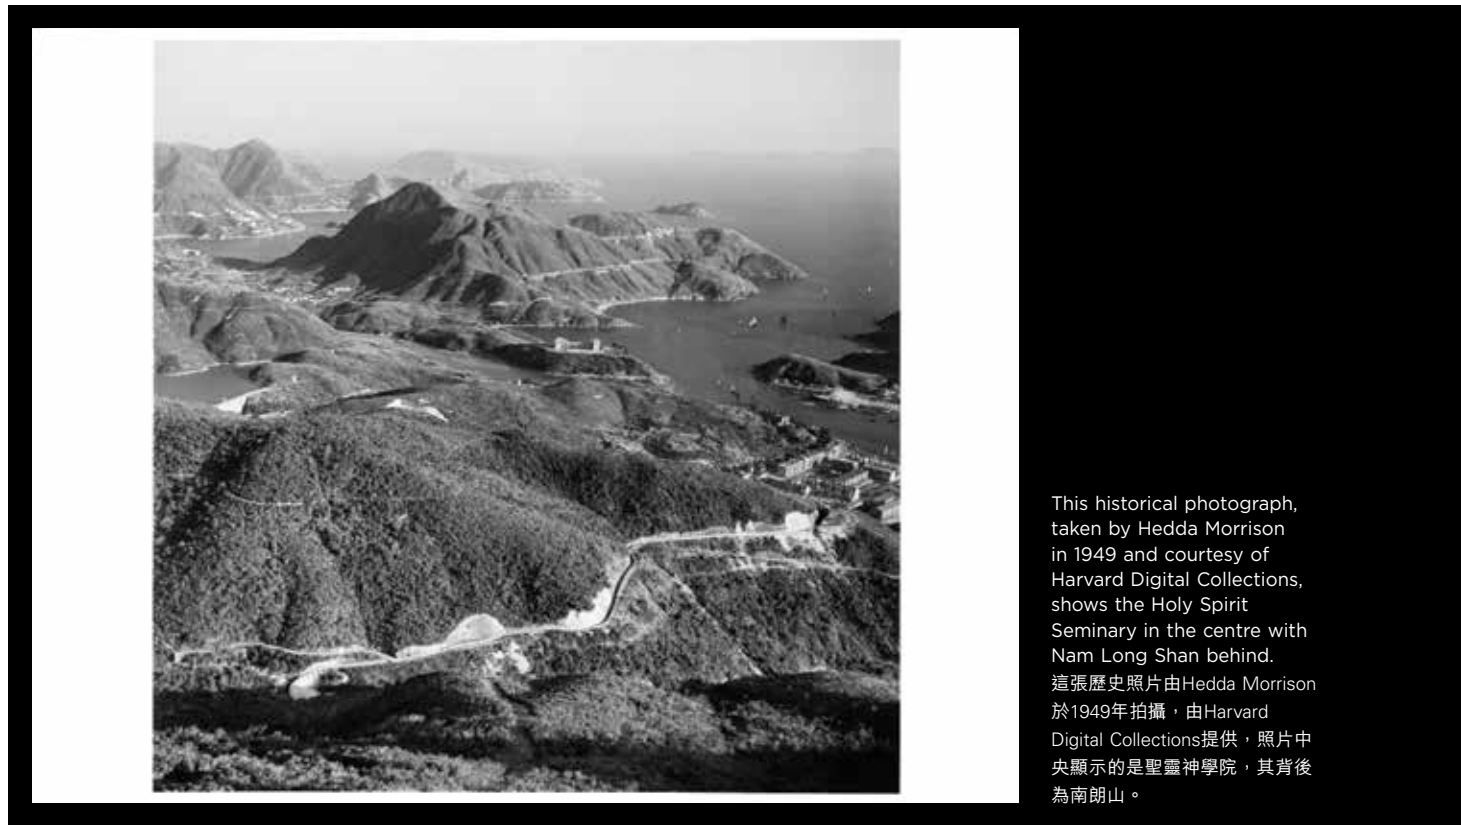 This historical photograph,
taken by Hedda Morrison
in 1949 and courtesy of
Harvard Digital Collections,
shows the Holy Spirit
Seminary in the centre with
Nam Long Shan behind.
這張歷史照片由Hedda Morrison
於1949年拍攝，由Harvard
Digital Collections提供，照片中
央顯示的是聖靈神學院，其背後
為南朗山。